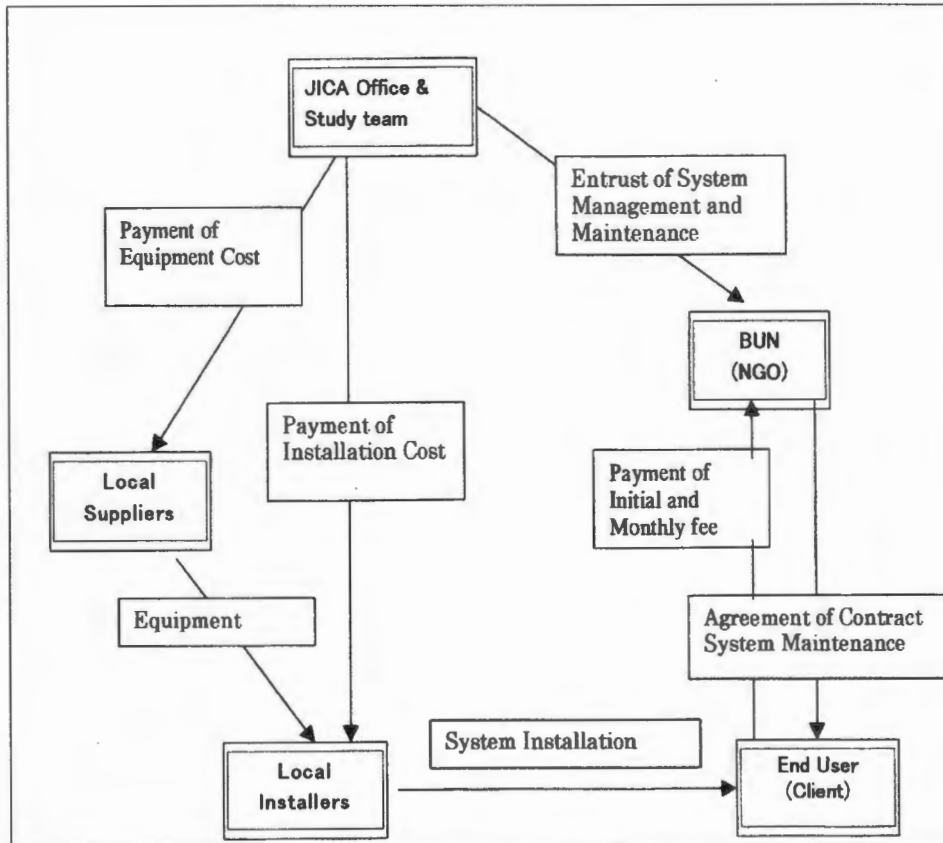 JICA Office &
Study team
Entrust of System
Management and
Maintenance
Payment of
Equipment Cost
BUN
(NGO)
Payment of
Installation Cost
Local
Suppliers
Payment of
Initial and
Monthly fee
Equipment
Agreement of Contract
System Maintenance
System Installation
Local
Installers
End User
(Client)